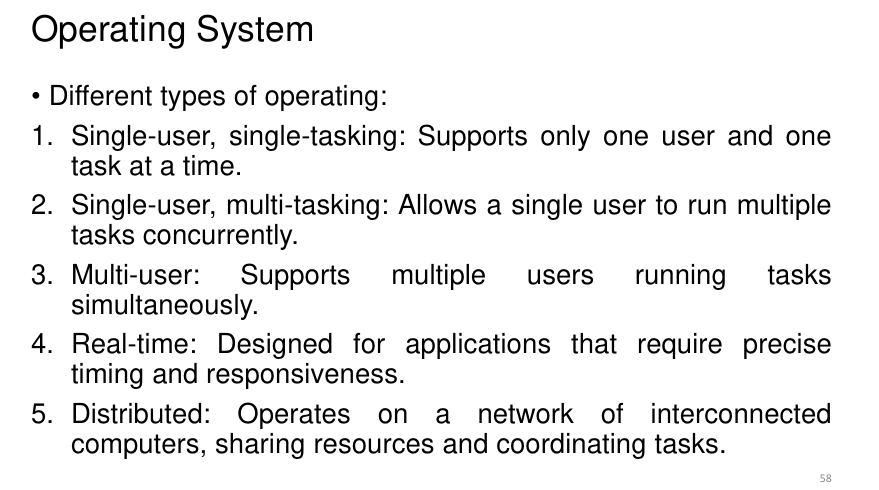 Operating System
• Different types of operating:
1. Single-user, single-tasking: Supports only one user and one
task at a time.
2. Single-user, multi-tasking: Allows a single user to run multiple
tasks concurrently.
3. Multi-user: Supports multiple users running tasks
simultaneously.
4. Real-time: Designed for applications that require precise
timing and responsiveness.
5. Distributed: Operates on a network of interconnected
computers, sharing resources and coordinating tasks.
58